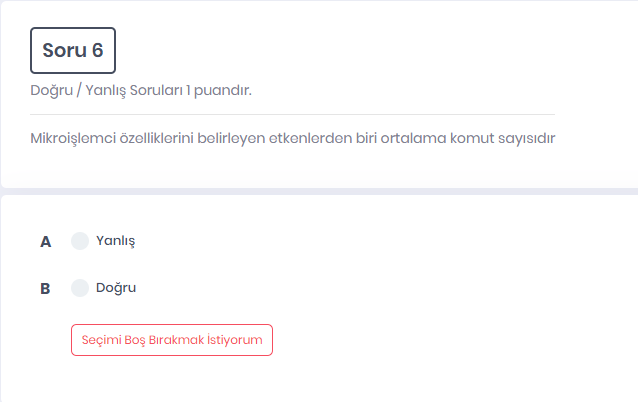 Soru 6
Doğru / Yanlış Soruları 1 puandır.
Mikroişlemci özelliklerini belirleyen etkenlerden biri ortalama komut sayısıdır
A Yanlış
B Doğru
Seçimi Boş Bırakmak İstiyorum